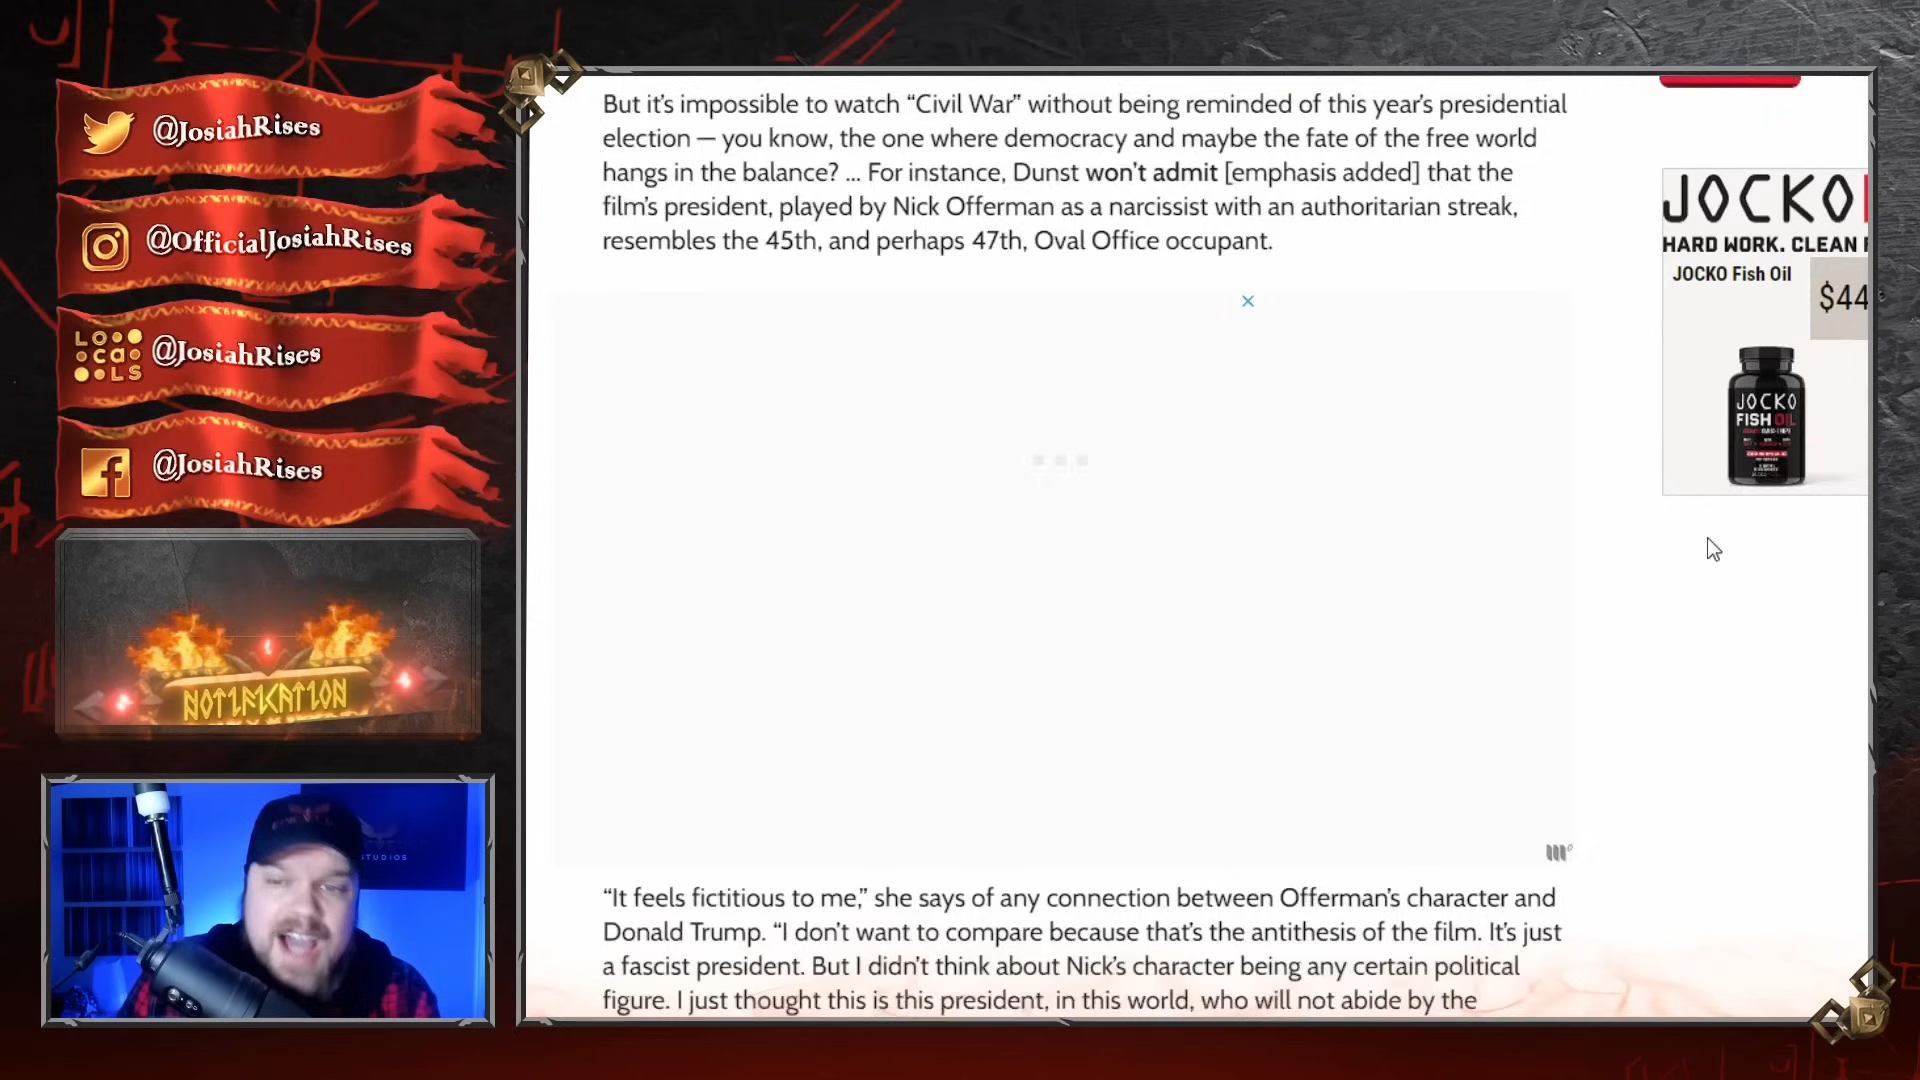 @JosiahRises
@OfficialJosiahRises
LOcaLS
@JosiahRises
@JosiahRises
NOTIFICATION
STUDIOS
But it’s impossible to watch “Civil War” without being reminded of this year’s presidential
election — you know, the one where democracy and maybe the fate of the free world
hangs in the balance? ... For instance, Dunst won’t admit [emphasis added] that the
film’s president, played by Nick Offerman as a narcissist with an authoritarian streak,
resembles the 45th, and perhaps 47th, Oval Office occupant.
“It feels fictitious to me,” she says of any connection between Offerman’s character and
Donald Trump. “I don’t want to compare because that’s the antithesis of the film. It’s just
a fascist president. But I didn’t think about Nick’s character being any certain political
figure. I just thought this is this president, in this world, who will not abide by the
JOCKO
HARD WORK. CLEAN
JOCKO Fish Oil
$44
JOCKO
FISH OIL